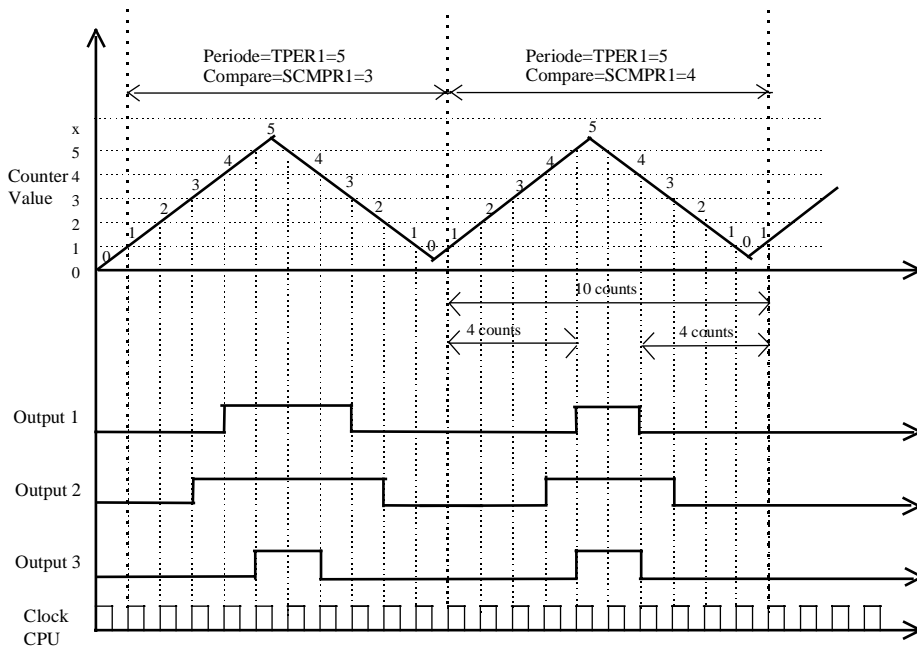 Periode=TPER1=5
Compare=SCMPR1=3
Periode=TPER1=5
Compare=SCMPR1=4
x
5
4
3
2
1
0
Counter
Value
0
1
2
3
4
5
4
3
2
1
0
1
2
3
4
5
4
3
2
1
0
1
10 counts
4 counts
4 counts
Output 1
Output 2
Output 3
Clock
CPU